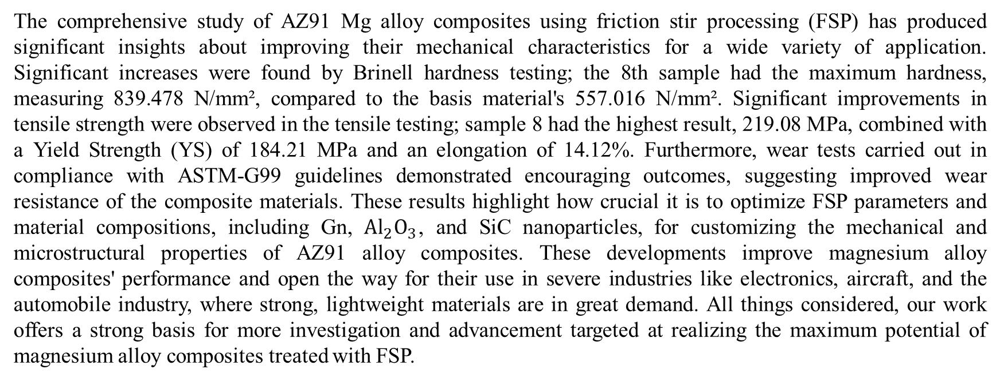 The comprehensive study of AZ91 Mg alloy composites using friction stir processing (FSP) has produced
significant insights about improving their mechanical characteristics for a wide variety of application.
Significant increases were found by Brinell hardness testing; the 8th sample had the maximum hardness,
measuring 839.478 N/mm², compared to the basis material's 557.016 N/mm². Significant improvements in
tensile strength were observed in the tensile testing; sample 8 had the highest result, 219.08 MPa, combined with
a Yield Strength (YS) of 184.21 MPa and an elongation of 14.12%. Furthermore, wear tests carried out in
compliance with ASTM-G99 guidelines demonstrated encouraging outcomes, suggesting improved wear
resistance of the composite materials. These results highlight how crucial it is to optimize FSP parameters and
material compositions, including Gn, Al₂O₃, and SiC nanoparticles, for customizing the mechanical and
microstructural properties of AZ91 alloy composites. These developments improve magnesium alloy
composites' performance and open the way for their use in severe industries like electronics, aircraft, and the
automobile industry, where strong, lightweight materials are in great demand. All things considered, our work
offers a strong basis for more investigation and advancement targeted at realizing the maximum potential of
magnesium alloy composites treated with FSP.